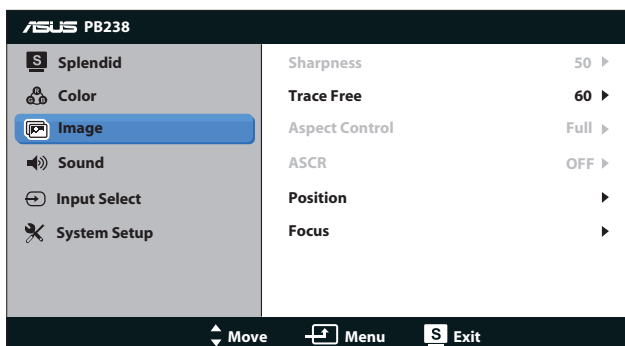 ASUS PB238
S Splendid
Color
Image
Sound
Input Select
System Setup
Sharpness 50
Trace Free 60
Aspect Control Full
ASCR OFF
Position
Focus
Move Menu S Exit